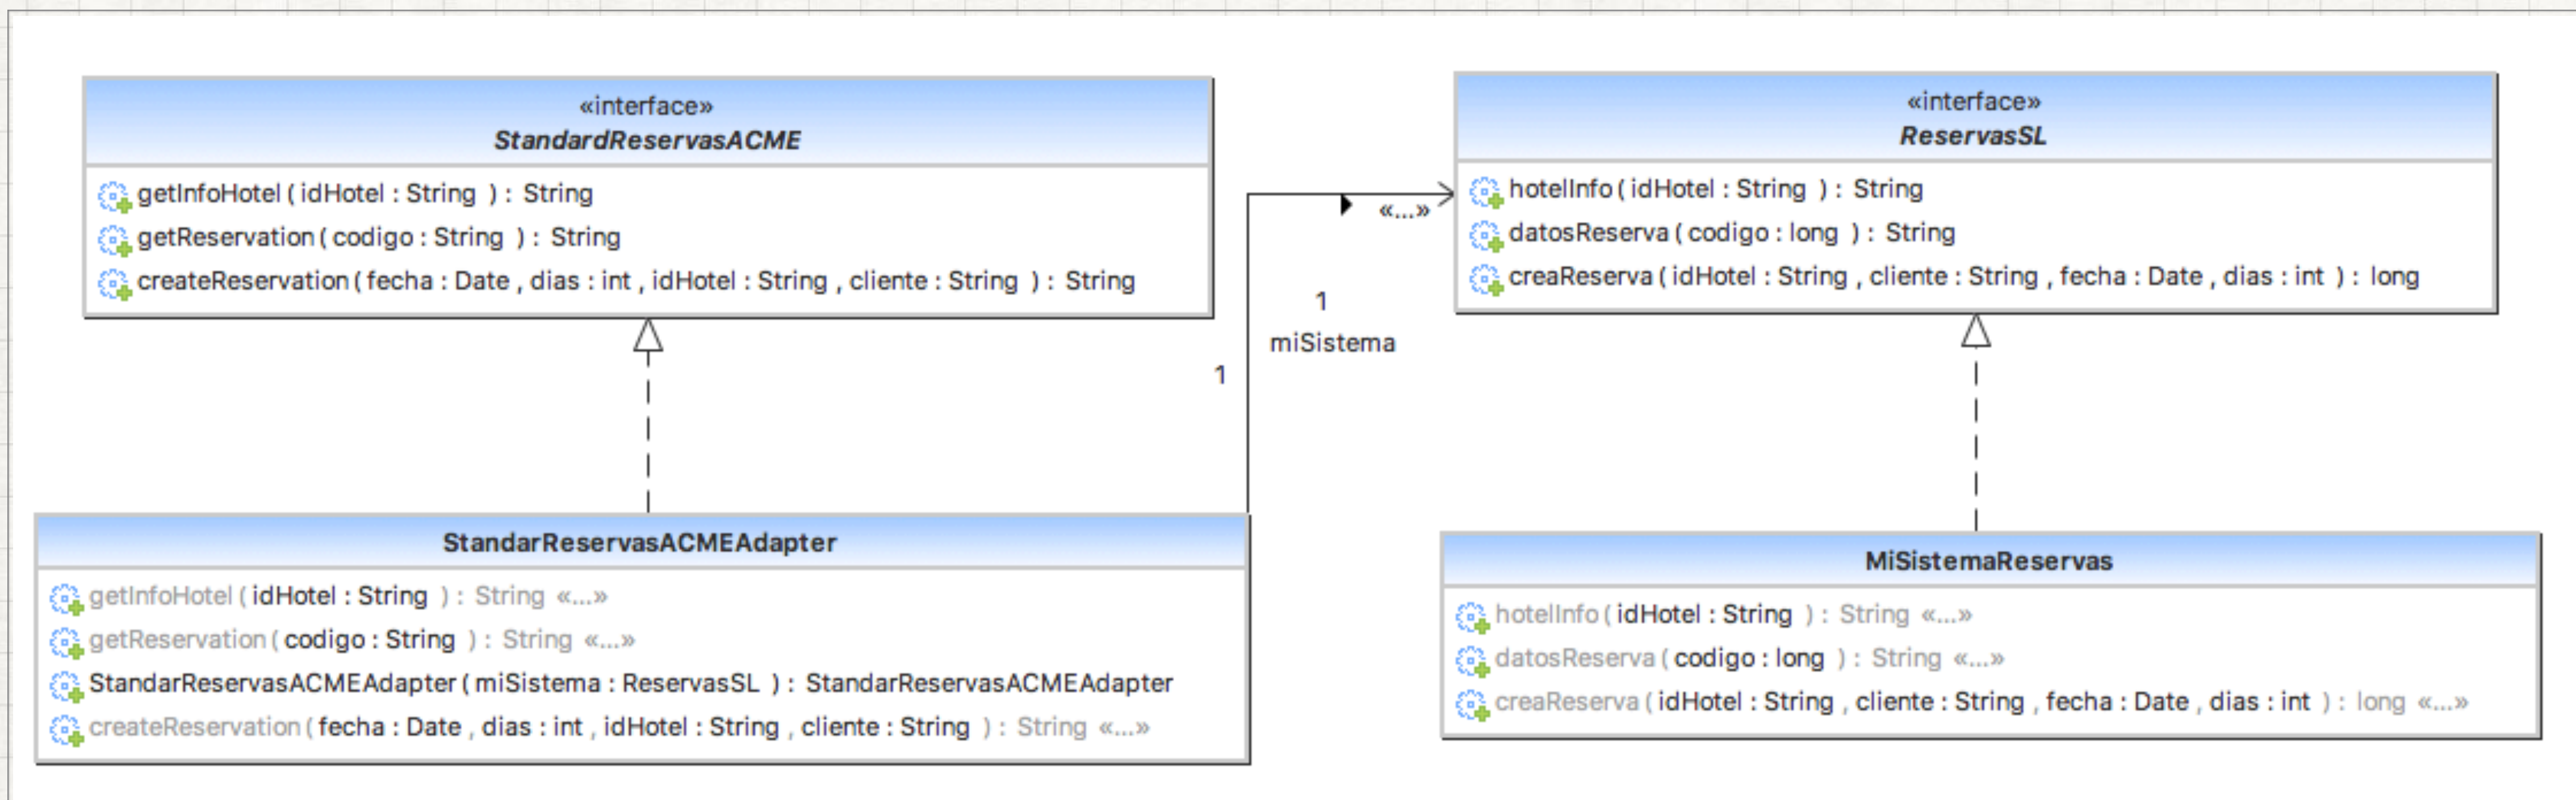 «interface»
StandardReservasACME
getInfoHotel ( idHotel : String ) : String
getReservation ( codigo : String ) : String
createReservation ( fecha : Date , dias : int , idHotel : String , cliente : String ) : String
«interface»
ReservasSL
hotelInfo ( idHotel : String ) : String
datosReserva ( codigo : long ) : String
creaReserva ( idHotel : String , cliente : String , fecha : Date , dias : int ) : long
«...»
1
miSistema
1
StandarReservasACMEAdapter
getInfoHotel ( idHotel : String ) : String «...»
getReservation ( codigo : String ) : String «...»
StandarReservasACMEAdapter ( miSistema : ReservasSL ) : StandarReservasACMEAdapter
createReservation ( fecha : Date , dias : int , idHotel : String , cliente : String ) : String «...»
MiSistemaReservas
hotelInfo ( idHotel : String ) : String «...»
datosReserva ( codigo : long ) : String «...»
creaReserva ( idHotel : String , cliente : String , fecha : Date , dias : int ) : long «...»